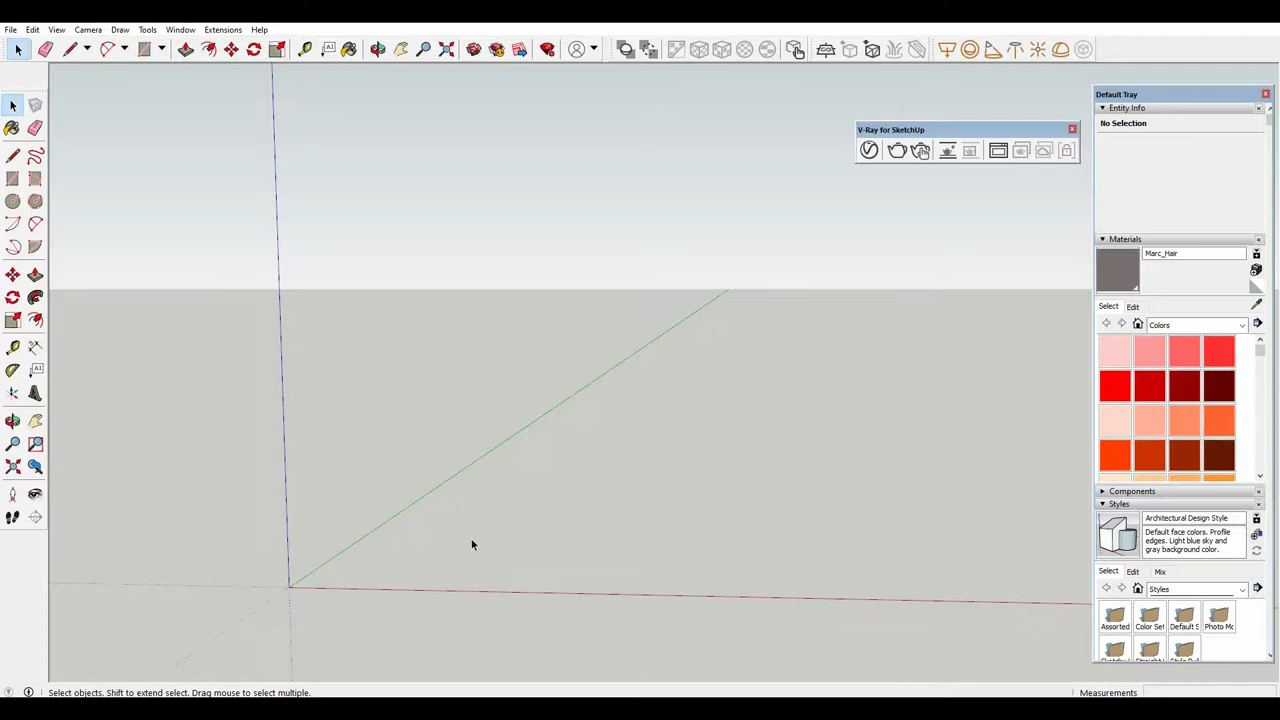 File Edit View Camera Draw Tools Window Extensions Help
V-Ray for SketchUp
Default Tray
Entity Info
No Selection
Materials
Marc_Hair
Select Edit
Colors
Components
Styles
Architectural Design Style
Default face colors. Profile
edges. Light blue sky and
gray background color.
Select Edit Mix
Styles
Assorted Color Set Default S Photo Mo
Select objects. Shift to extend select. Drag mouse to select multiple.
Measurements